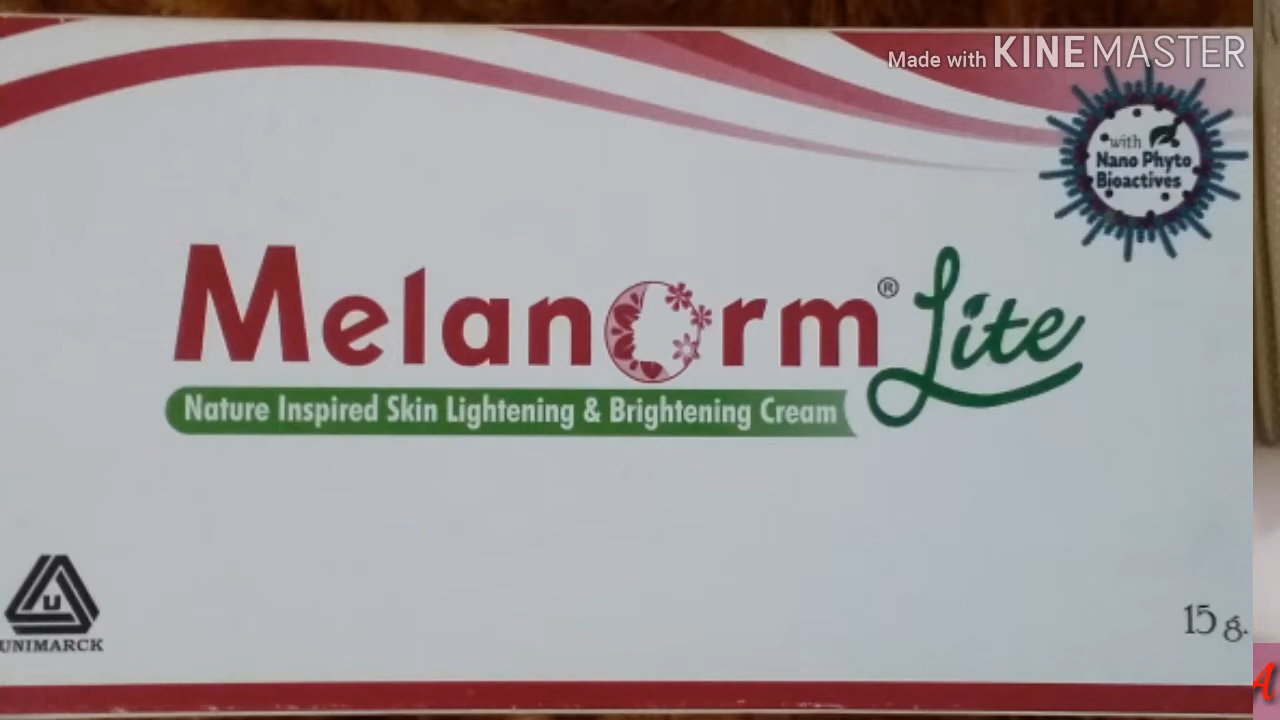 Made with KINEMASTER
with
Nano Phyto
Bioactives
Melanorm® Lite
Nature Inspired Skin Lightening & Brightening Cream
U
UNIMARCK
15 g.
A